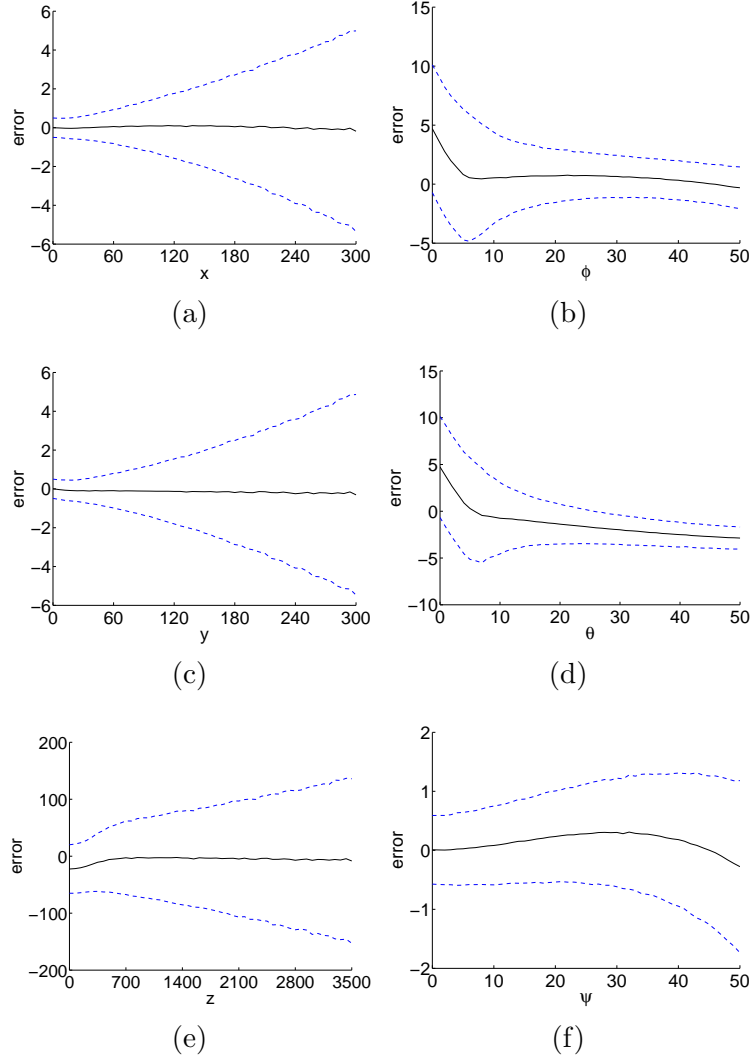 6
4
2
0
−2
−4
−6
error
0 60 120 180 240 300
x
(a)
15
10
5
0
−5
error
0 10 20 30 40 50
ϕ
(b)
6
4
2
0
−2
−4
−6
error
0 60 120 180 240 300
y
(c)
15
10
5
0
−5
−10
error
0 10 20 30 40 50
θ
(d)
200
100
0
−100
−200
error
0 700 1400 2100 2800 3500
z
(e)
2
1
0
−1
−2
error
0 10 20 30 40 50
ψ
(f)